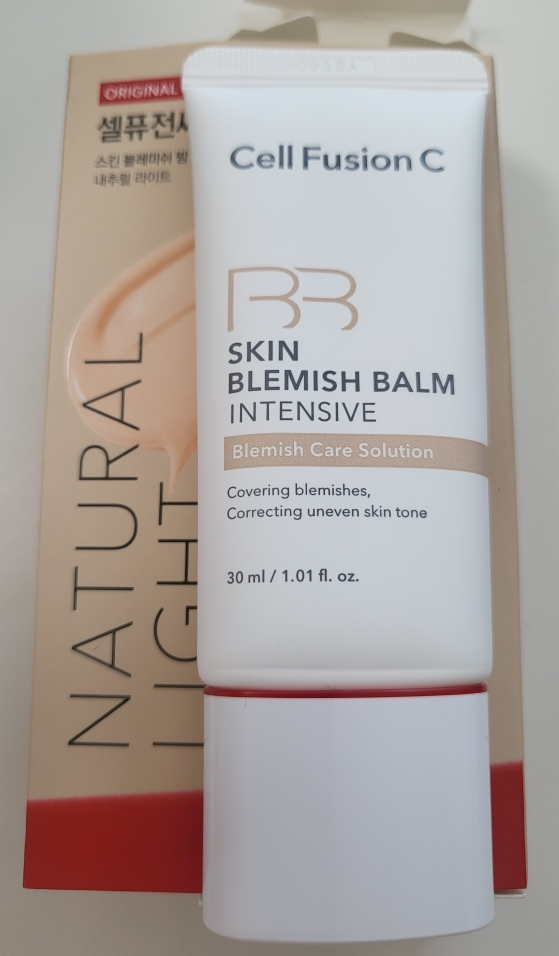 ORIGINAL
셀퓨전
스킨 블레미쉬 밤
내추럴 라이트
NATURAL
LIGHT
Cell Fusion C
BB
SKIN
BLEMISH BALM
INTENSIVE
Blemish Care Solution
Covering blemishes,
Correcting uneven skin tone
30 ml / 1.01 fl. oz.